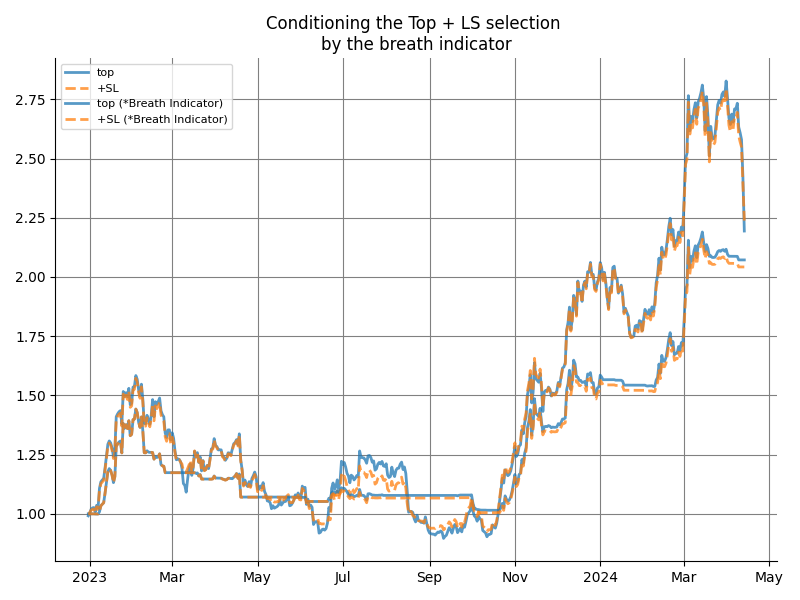 Conditioning the Top + LS selection
by the breath indicator
top
+SL
top (*Breath Indicator)
+SL (*Breath Indicator)
2.75
2.50
2.25
2.00
1.75
1.50
1.25
1.00
2023 Mar May Jul Sep Nov 2024 Mar May